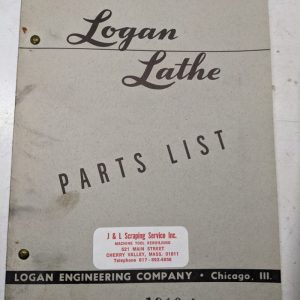 Logan
Lathe
PARTS LIST
J & L Scraping Service Inc.
MACHINE TOOL REBUILDING
621 MAIN STREET
CHERRY VALLEY, MASS. 01611
LOGAN ENGINEERING COMPANY • Chicago, Ill.